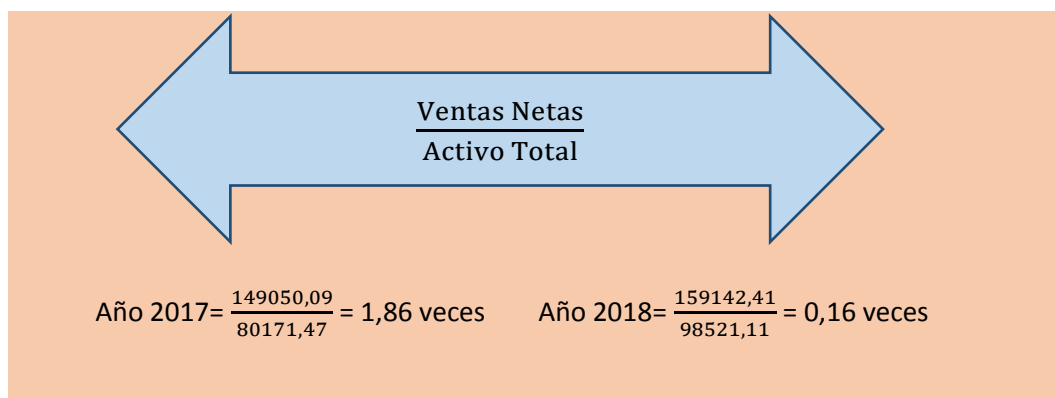 Ventas Netas
Activo Total
Año 2017= 149050,09/80171,47 = 1,86 veces Año 2018= 159142,41/98521,11 = 0,16 veces